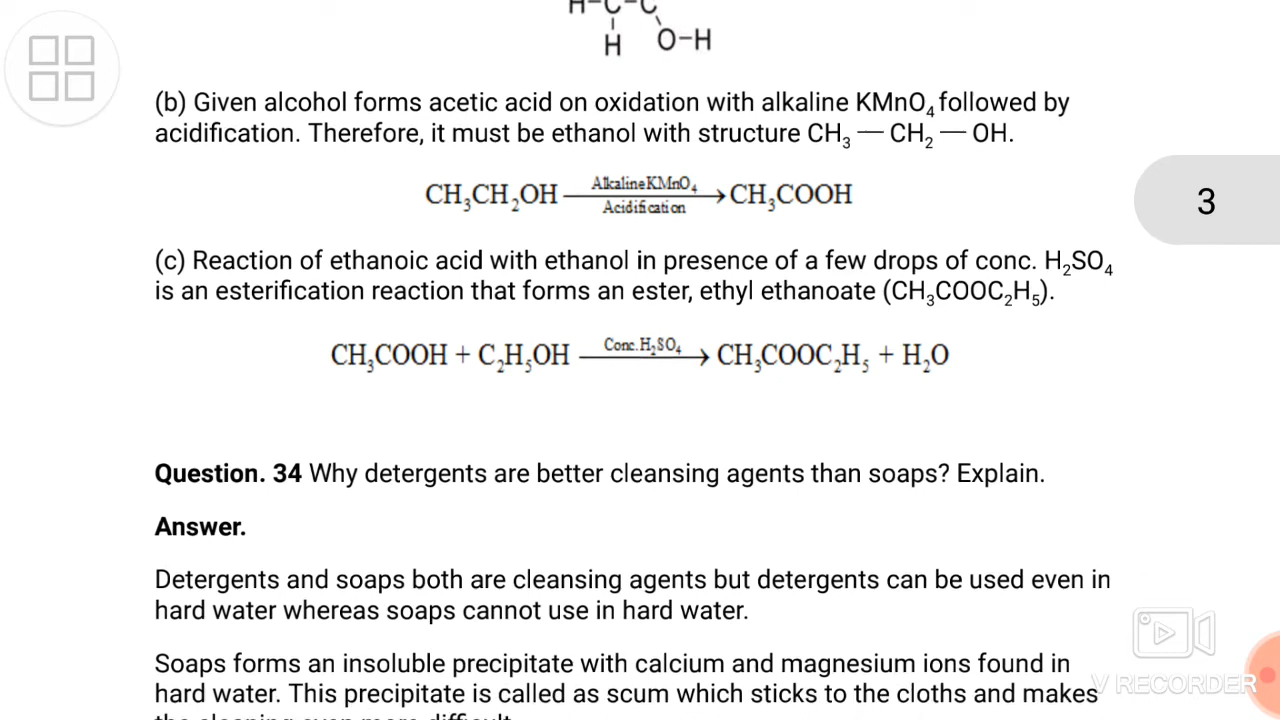 H-C-C
H O-H
(b) Given alcohol forms acetic acid on oxidation with alkaline KMnO₄ followed by
acidification. Therefore, it must be ethanol with structure CH₃ — CH₂ — OH.
CH₃CH₂OH —Alkaline KMnO₄ / Acidification→ CH₃COOH
3
(c) Reaction of ethanoic acid with ethanol in presence of a few drops of conc. H₂SO₄
is an esterification reaction that forms an ester, ethyl ethanoate (CH₃COOC₂H₅).
CH₃COOH + C₂H₅OH —Conc.H₂SO₄→ CH₃COOC₂H₅ + H₂O
Question. 34 Why detergents are better cleansing agents than soaps? Explain.
Answer.
Detergents and soaps both are cleansing agents but detergents can be used even in
hard water whereas soaps cannot use in hard water.
Soaps forms an insoluble precipitate with calcium and magnesium ions found in
hard water. This precipitate is called as scum which sticks to the cloths and makes
the cleaning even more difficult.
V RECORDER